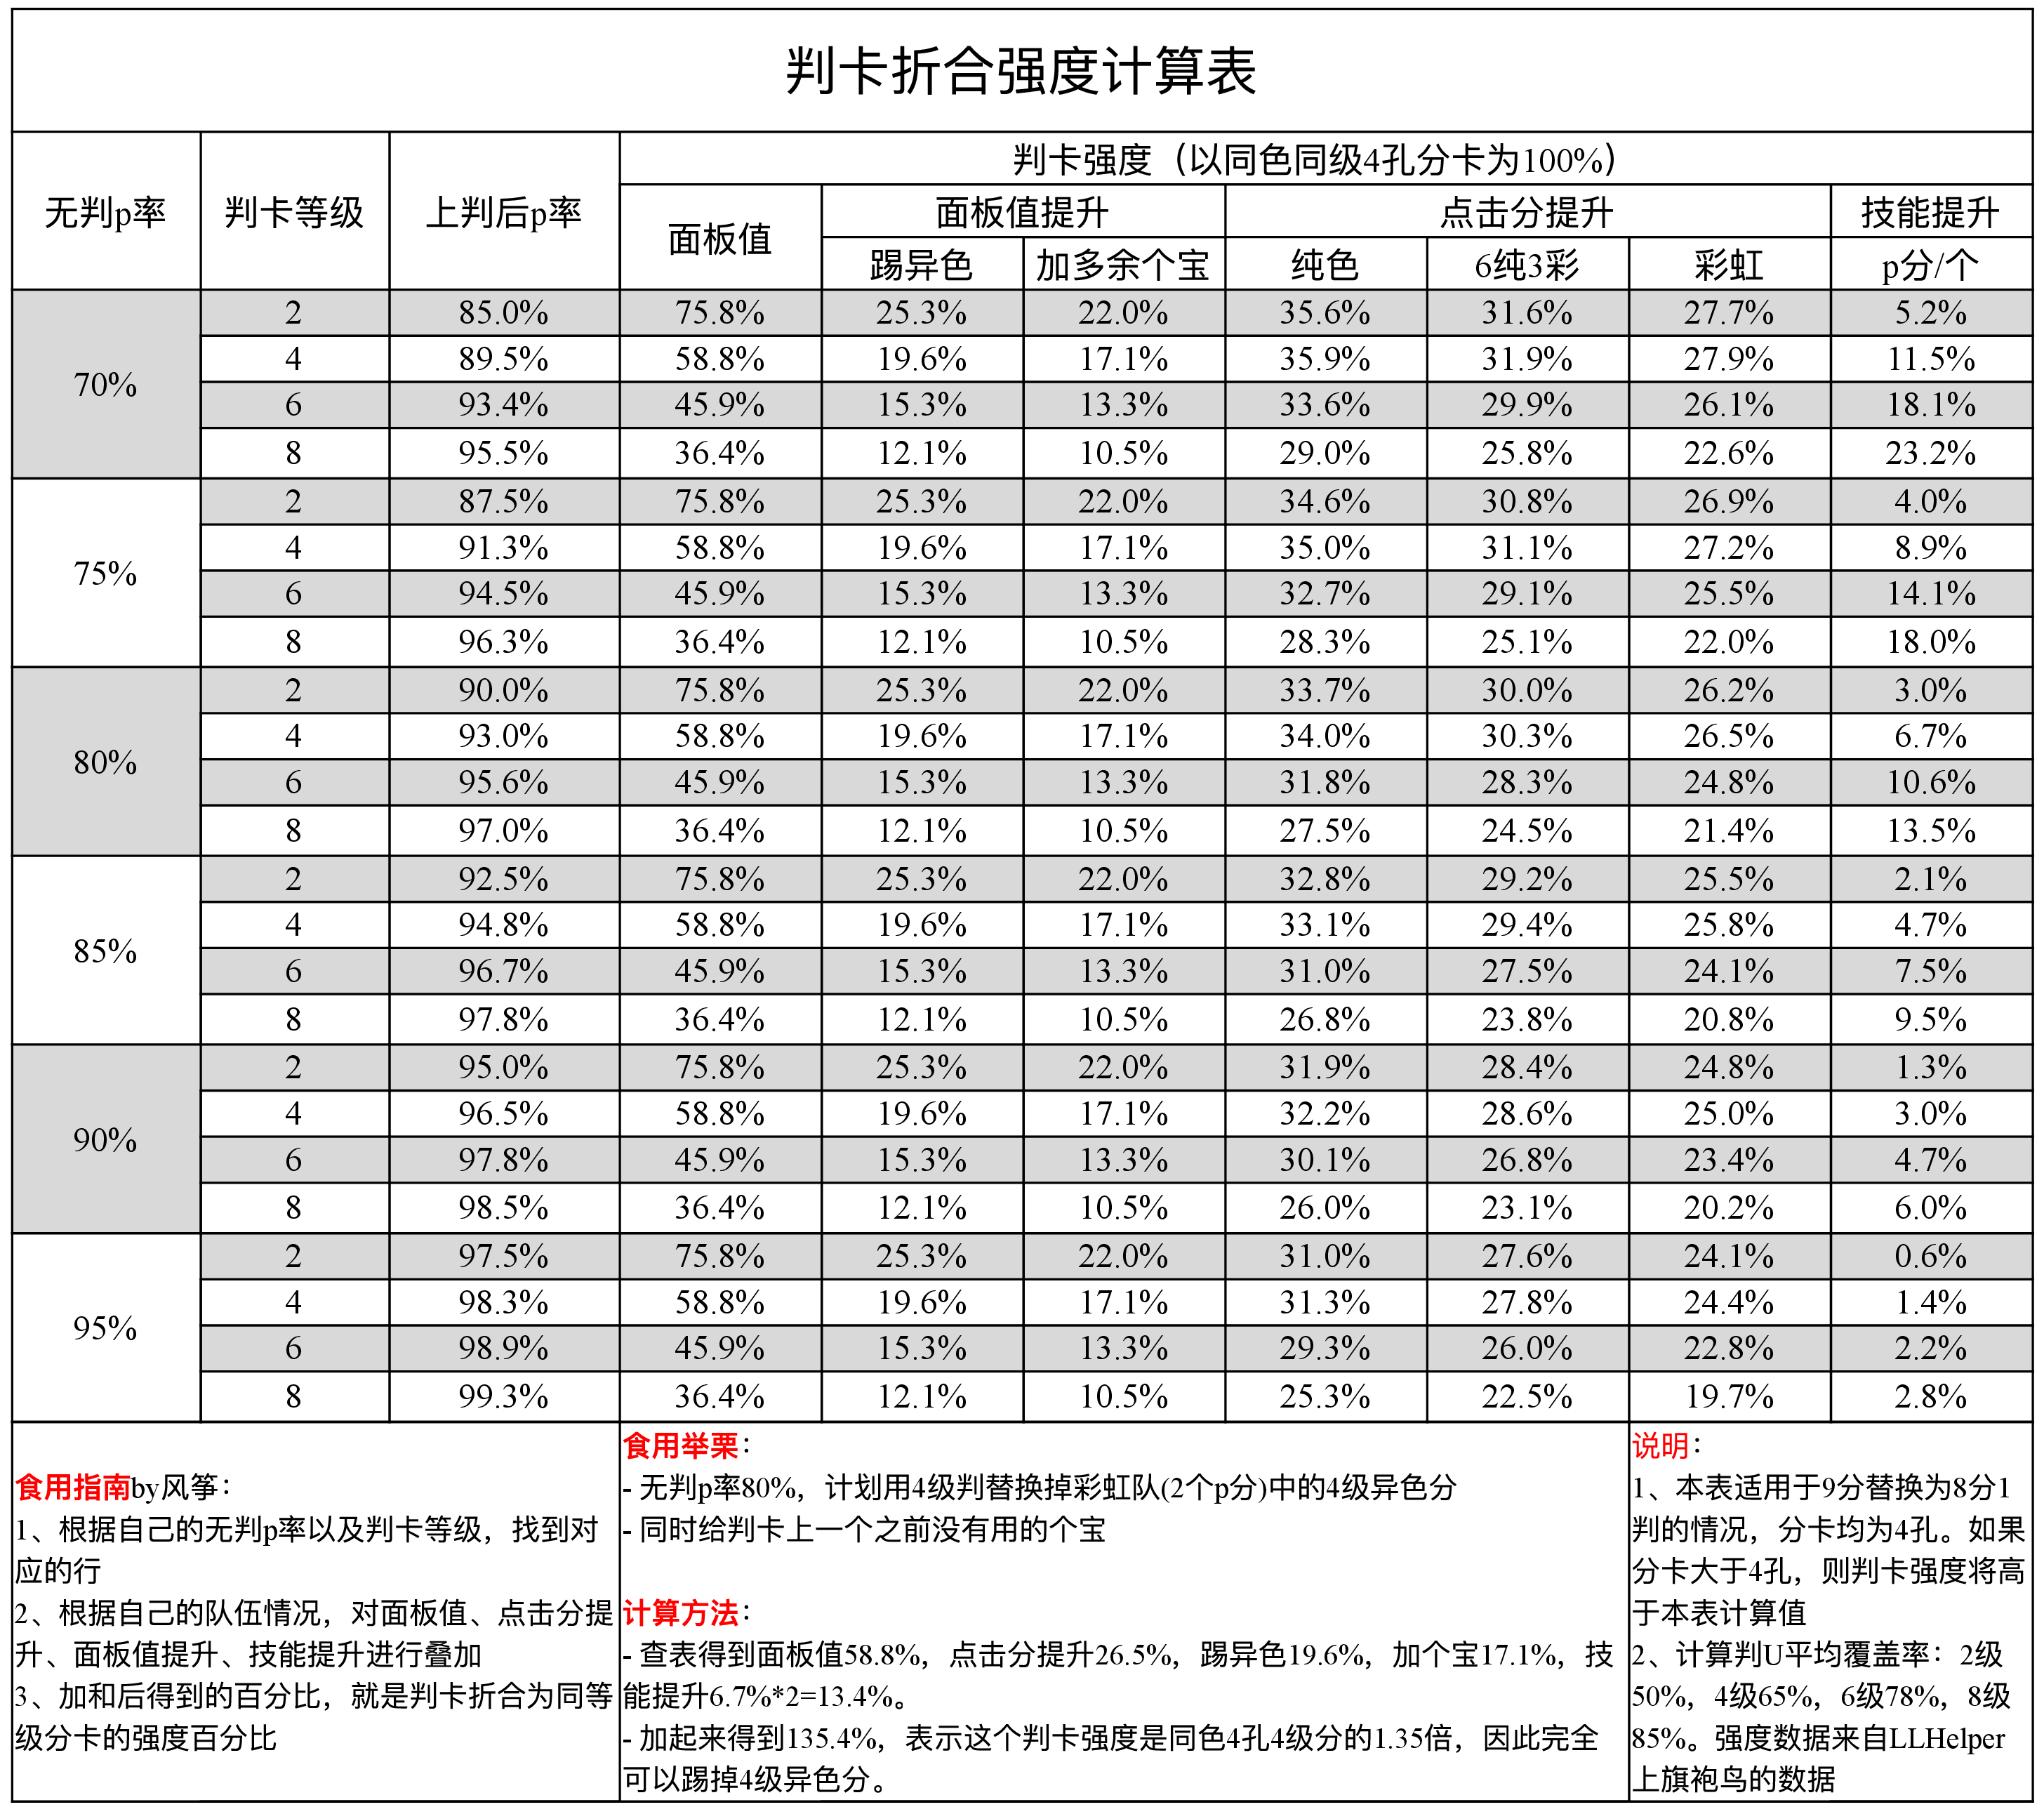 判卡折合强度计算表
无判p率 判卡等级 上判后p率 判卡强度（以同色同级4孔分卡为100%）
面板值 面板值提升 点击分提升 技能提升
踢异色 加多余个宝 纯色 6纯3彩 彩虹 p分/个
70% 2 85.0% 75.8% 25.3% 22.0% 35.6% 31.6% 27.7% 5.2%
4 89.5% 58.8% 19.6% 17.1% 35.9% 31.9% 27.9% 11.5%
6 93.4% 45.9% 15.3% 13.3% 33.6% 29.9% 26.1% 18.1%
8 95.5% 36.4% 12.1% 10.5% 29.0% 25.8% 22.6% 23.2%
75% 2 87.5% 75.8% 25.3% 22.0% 34.6% 30.8% 26.9% 4.0%
4 91.3% 58.8% 19.6% 17.1% 35.0% 31.1% 27.2% 8.9%
6 94.5% 45.9% 15.3% 13.3% 32.7% 29.1% 25.5% 14.1%
8 96.3% 36.4% 12.1% 10.5% 28.3% 25.1% 22.0% 18.0%
80% 2 90.0% 75.8% 25.3% 22.0% 33.7% 30.0% 26.2% 3.0%
4 93.0% 58.8% 19.6% 17.1% 34.0% 30.3% 26.5% 6.7%
6 95.6% 45.9% 15.3% 13.3% 31.8% 28.3% 24.8% 10.6%
8 97.0% 36.4% 12.1% 10.5% 27.5% 24.5% 21.4% 13.5%
85% 2 92.5% 75.8% 25.3% 22.0% 32.8% 29.2% 25.5% 2.1%
4 94.8% 58.8% 19.6% 17.1% 33.1% 29.4% 25.8% 4.7%
6 96.7% 45.9% 15.3% 13.3% 31.0% 27.5% 24.1% 7.5%
8 97.8% 36.4% 12.1% 10.5% 26.8% 23.8% 20.8% 9.5%
90% 2 95.0% 75.8% 25.3% 22.0% 31.9% 28.4% 24.8% 1.3%
4 96.5% 58.8% 19.6% 17.1% 32.2% 28.6% 25.0% 3.0%
6 97.8% 45.9% 15.3% 13.3% 30.1% 26.8% 23.4% 4.7%
8 98.5% 36.4% 12.1% 10.5% 26.0% 23.1% 20.2% 6.0%
95% 2 97.5% 75.8% 25.3% 22.0% 31.0% 27.6% 24.1% 0.6%
4 98.3% 58.8% 19.6% 17.1% 31.3% 27.8% 24.4% 1.4%
6 98.9% 45.9% 15.3% 13.3% 29.3% 26.0% 22.8% 2.2%
8 99.3% 36.4% 12.1% 10.5% 25.3% 22.5% 19.7% 2.8%
食用指南by风筝：
1、根据自己的无判p率以及判卡等级，找到对
应的行
2、根据自己的队伍情况，对面板值、点击分提
升、面板值提升、技能提升进行叠加
3、加和后得到的百分比，就是判卡折合为同等
级分卡的强度百分比
食用举栗：
- 无判p率80%，计划用4级判替换掉彩虹队(2个p分)中的4级异色分
- 同时给判卡上一个之前没有用的个宝
计算方法：
- 查表得到面板值58.8%，点击分提升26.5%，踢异色19.6%，加个宝17.1%，技
能提升6.7%*2=13.4%。
- 加起来得到135.4%，表示这个判卡强度是同色4孔4级分的1.35倍，因此完全
可以踢掉4级异色分。
说明：
1、本表适用于9分替换为8分1
判的情况，分卡均为4孔。如果
分卡大于4孔，则判卡强度将高
于本表计算值
2、计算判U平均覆盖率：2级
50%，4级65%，6级78%，8级
85%。强度数据来自LLHelper
上旗袍鸟的数据